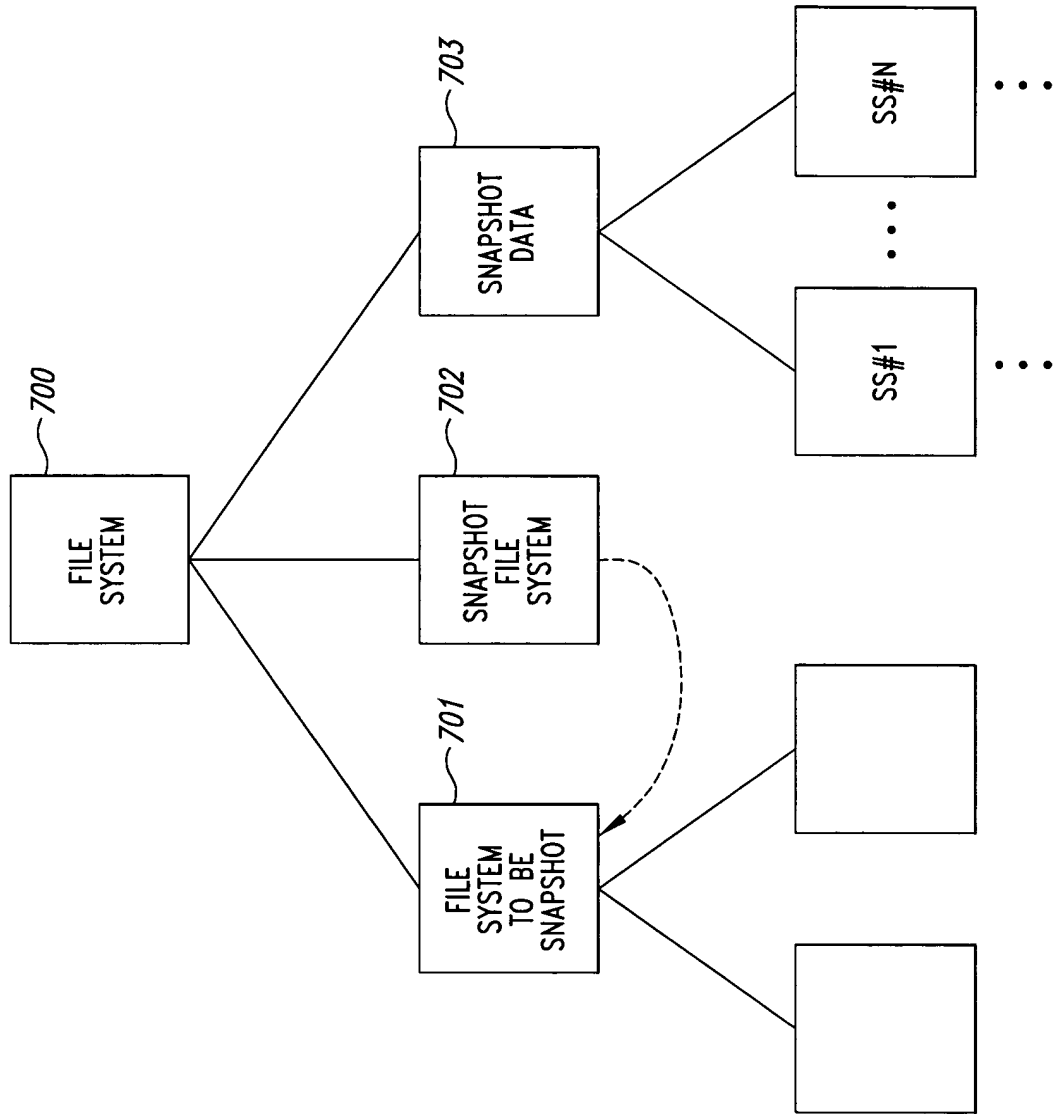 700
FILE
SYSTEM
701
FILE
SYSTEM
TO BE
SNAPSHOT
702
SNAPSHOT
FILE
SYSTEM
703
SNAPSHOT
DATA
SS#1
SS#N